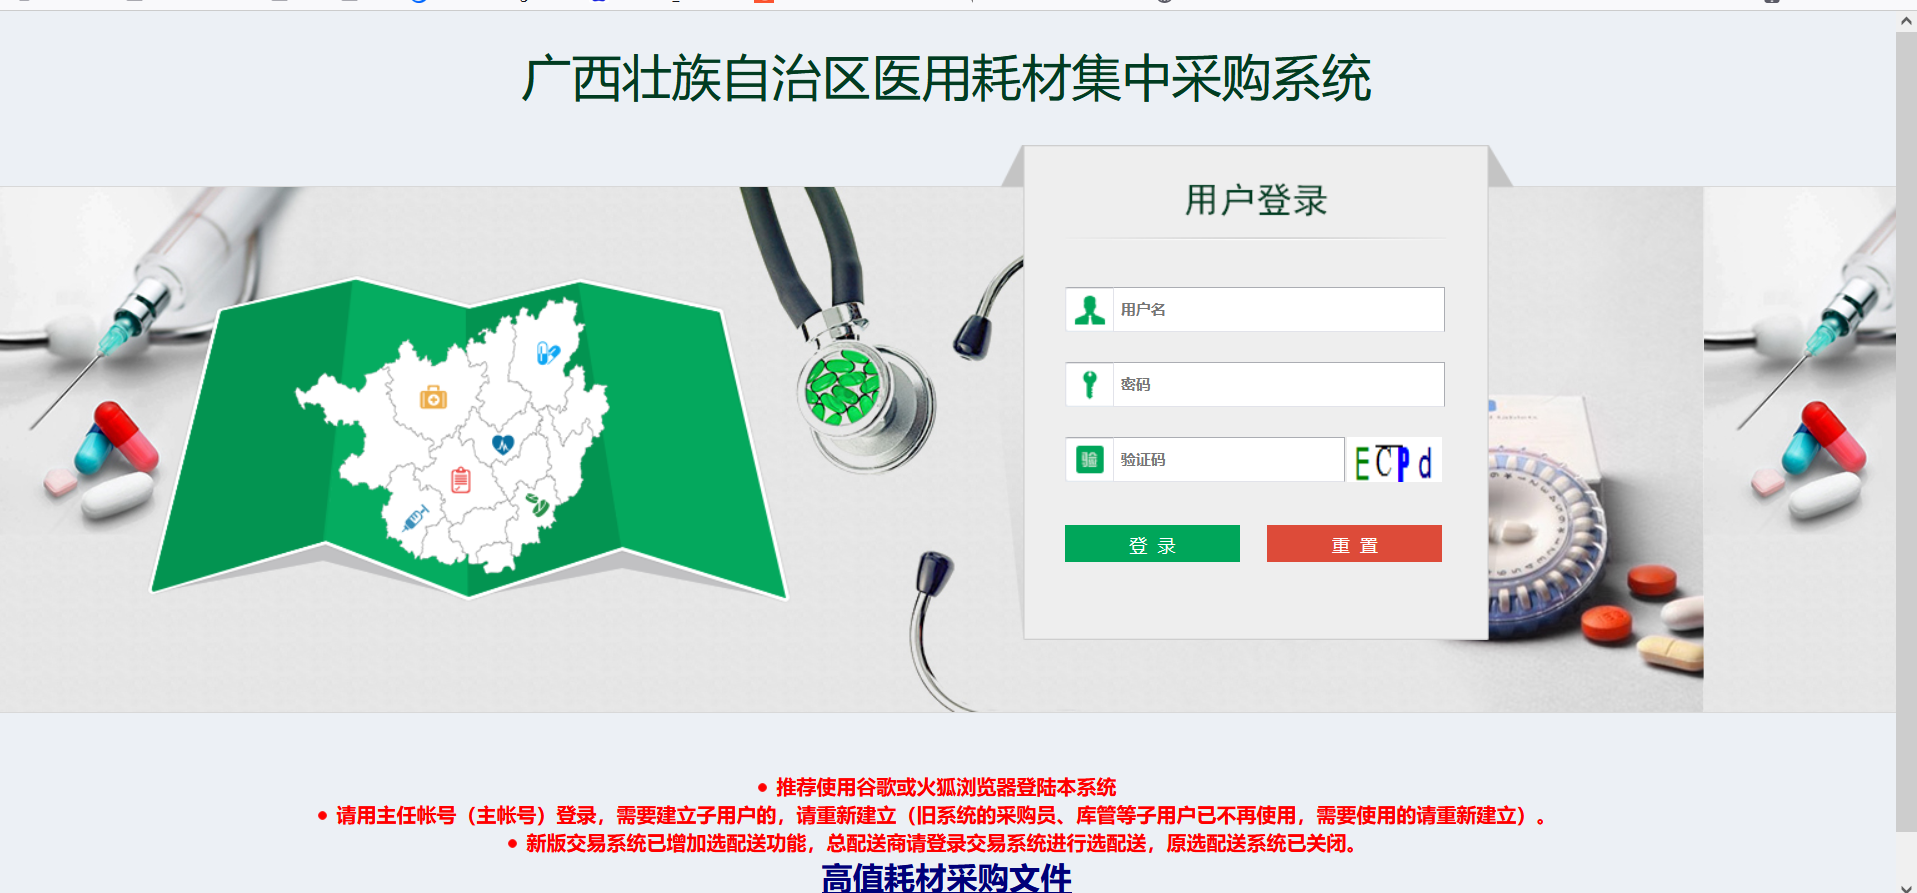 广西壮族自治区医用耗材集中采购系统
用户登录
用户名
密码
验证码
ECPd
登 录
重 置
• 推荐使用谷歌或火狐浏览器登陆本系统
• 请用主任帐号（主帐号）登录，需要建立子用户的，请重新建立（旧系统的采购员、库管等子用户已不再使用，需要使用的请重新建立）。
• 新版交易系统已增加选配送功能，总配送商请登录交易系统进行选配送，原选配送系统已关闭。
高值耗材采购文件